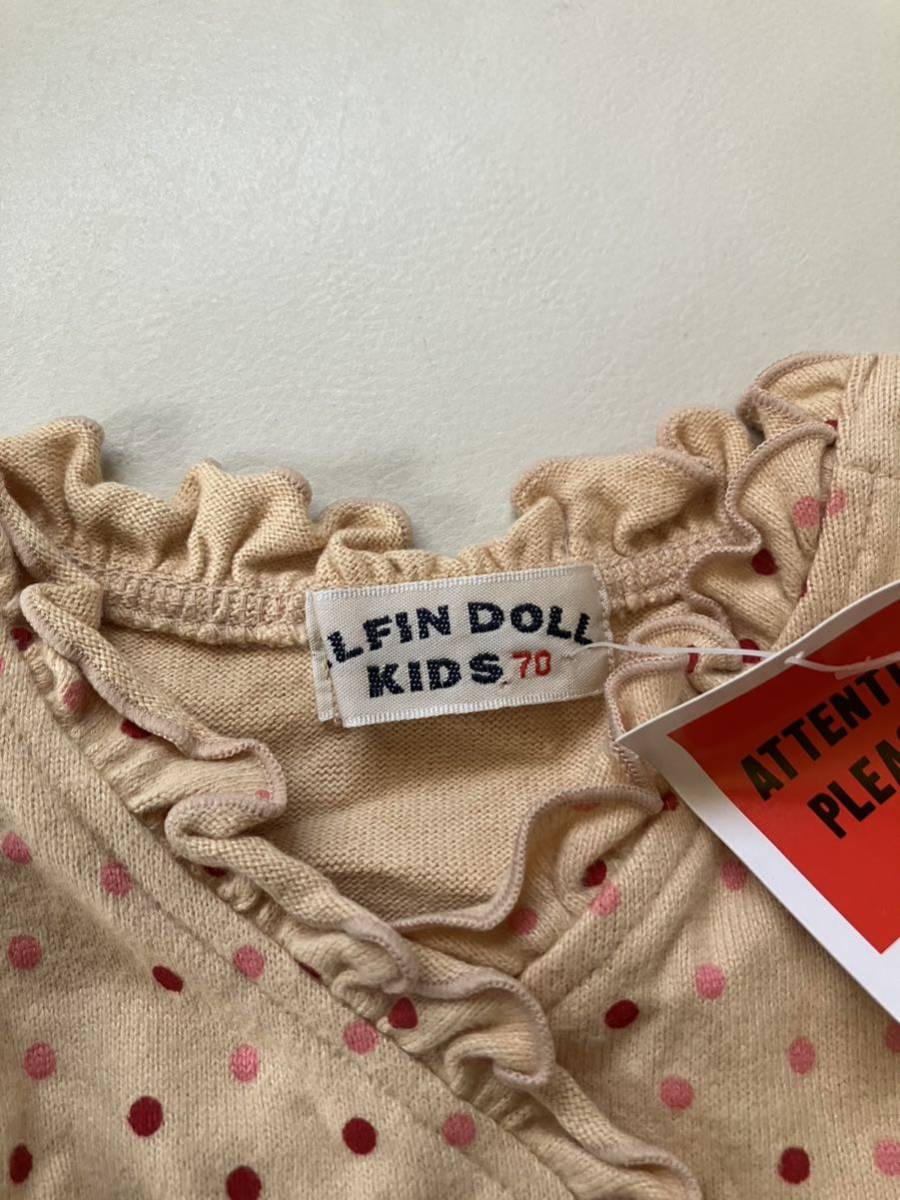 LFIN DOLL
KIDS 70
ATTENT
PLEA